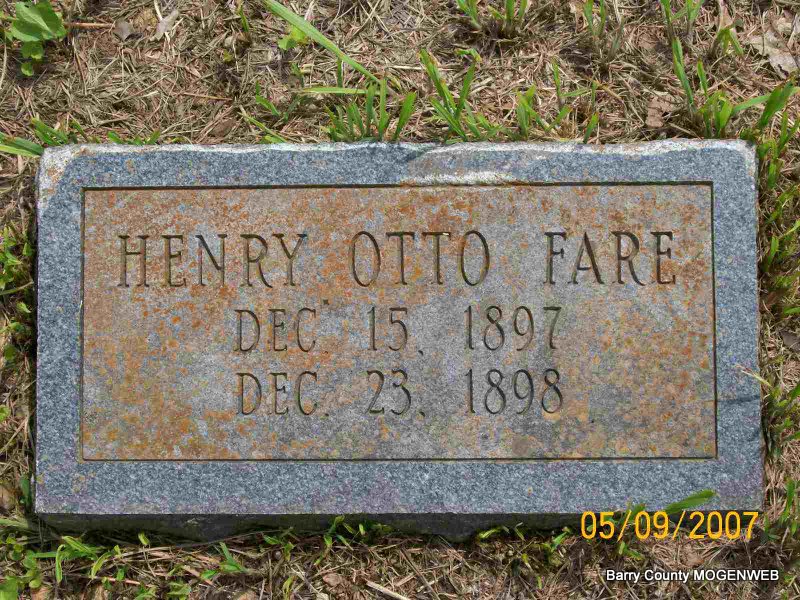 HENRY OTTO FARE
DEC. 15, 1897
DEC. 23, 1898
05/09/2007
Barry County MOGENWEB